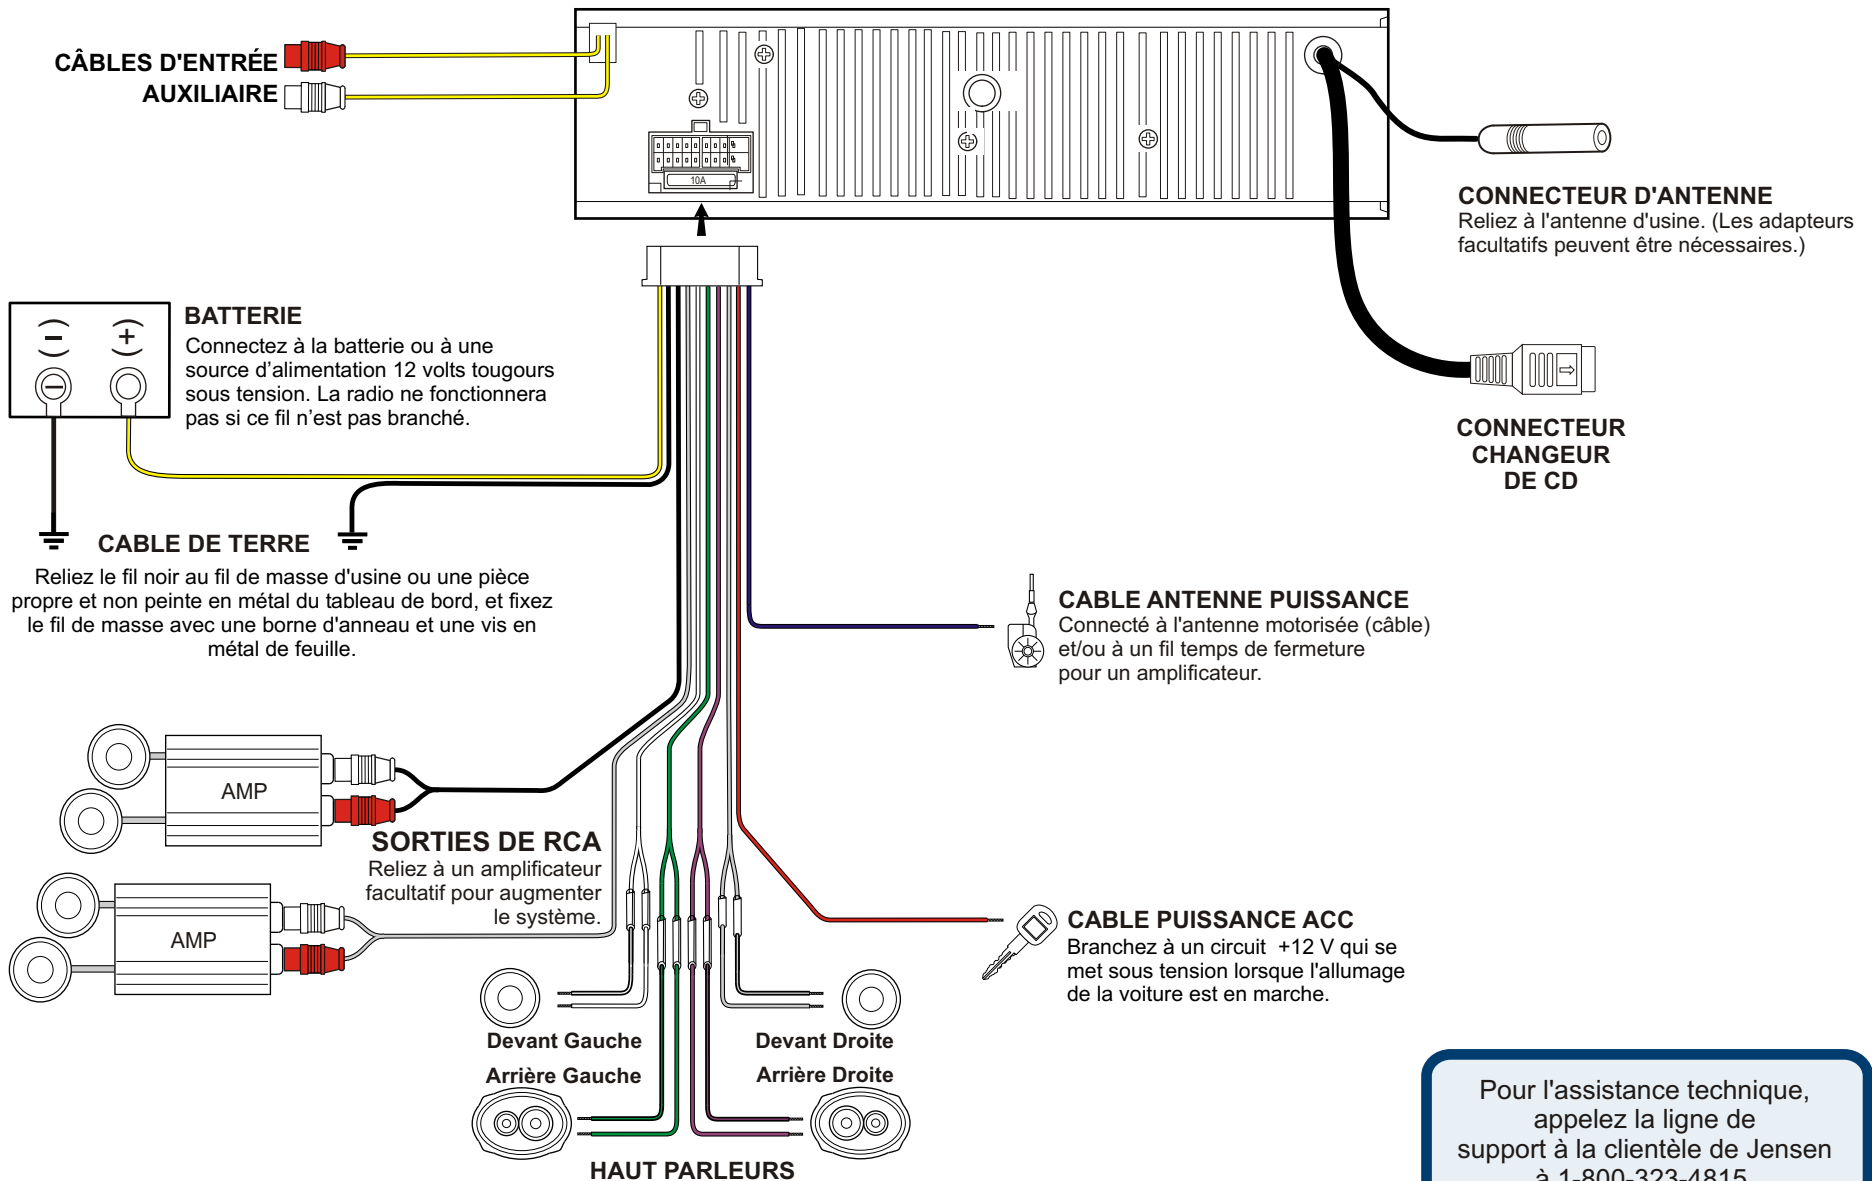 CÂBLES D'ENTRÉE
AUXILIAIRE
10A
CONNECTEUR D'ANTENNE
Reliez à l'antenne d'usine. (Les adapteurs
facultatifs peuvent être nécessaires.)
CONNECTEUR
CHANGEUR
DE CD
(-) (+)
BATTERIE
Connectez à la batterie ou à une
source d'alimentation 12 volts tougours
sous tension. La radio ne fonctionnera
pas si ce fil n'est pas branché.
CABLE DE TERRE
Reliez le fil noir au fil de masse d'usine ou une pièce
propre et non peinte en métal du tableau de bord, et fixez
le fil de masse avec une borne d'anneau et une vis en
métal de feuille.
CABLE ANTENNE PUISSANCE
Connecté à l'antenne motorisée (câble)
et/ou à un fil temps de fermeture
pour un amplificateur.
AMP
SORTIES DE RCA
Reliez à un amplificateur
facultatif pour augmenter
le système.
AMP
CABLE PUISSANCE ACC
Branchez à un circuit +12 V qui se
met sous tension lorsque l'allumage
de la voiture est en marche.
Devant Gauche
Devant Droite
Arrière Gauche
Arrière Droite
HAUT PARLEURS
Pour l'assistance technique,
appelez la ligne de
support à la clientèle de Jensen
à 1-800-323-4815